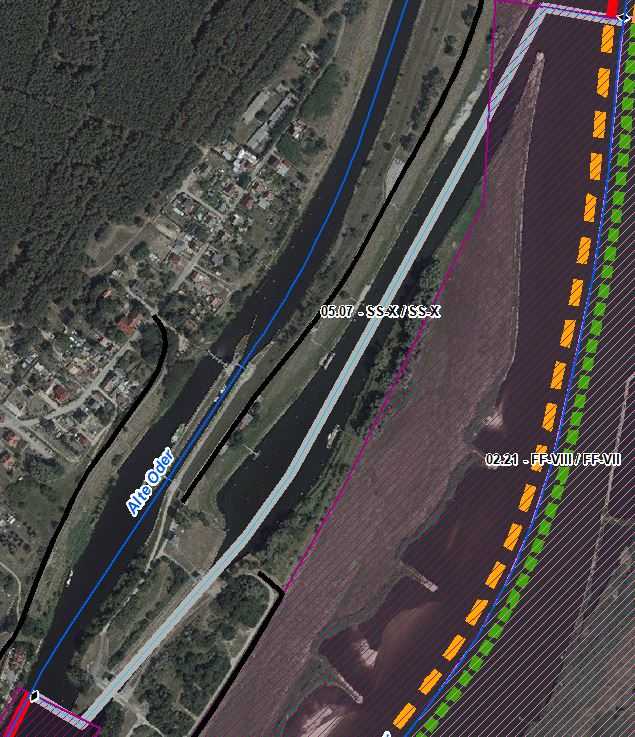 05.07 - SS-X / SS-X
02.21 - FF-VIII / FF-VII
Alte Oder